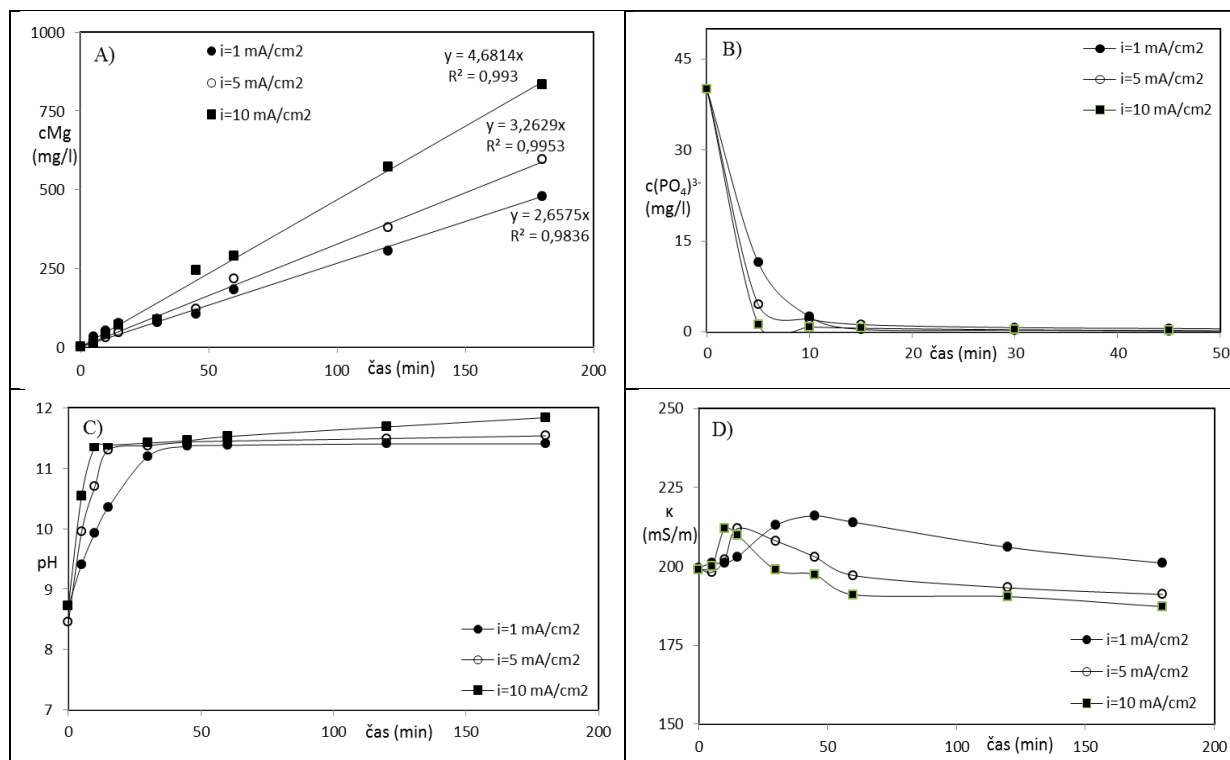 A)
i=1 mA/cm2
i=5 mA/cm2
i=10 mA/cm2
1000
750
cMg
(mg/l)
500
250
0
y = 4,6814x
R² = 0,993
y = 3,2629x
R² = 0,9953
y = 2,6575x
R² = 0,9836
0
50
100
150
200
čas (min)
B)
i=1 mA/cm2
i=5 mA/cm2
i=10 mA/cm2
45
30
c(PO₄)³⁻
(mg/l)
15
0
0
10
20
30
40
50
čas (min)
C)
12
11
10
pH
9
8
7
i=1 mA/cm2
i=5 mA/cm2
i=10 mA/cm2
0
50
100
150
200
čas (min)
D)
250
225
κ
(mS/m)
200
175
150
i=1 mA/cm2
i=5 mA/cm2
i=10 mA/cm2
0
50
100
150
200
čas (min)